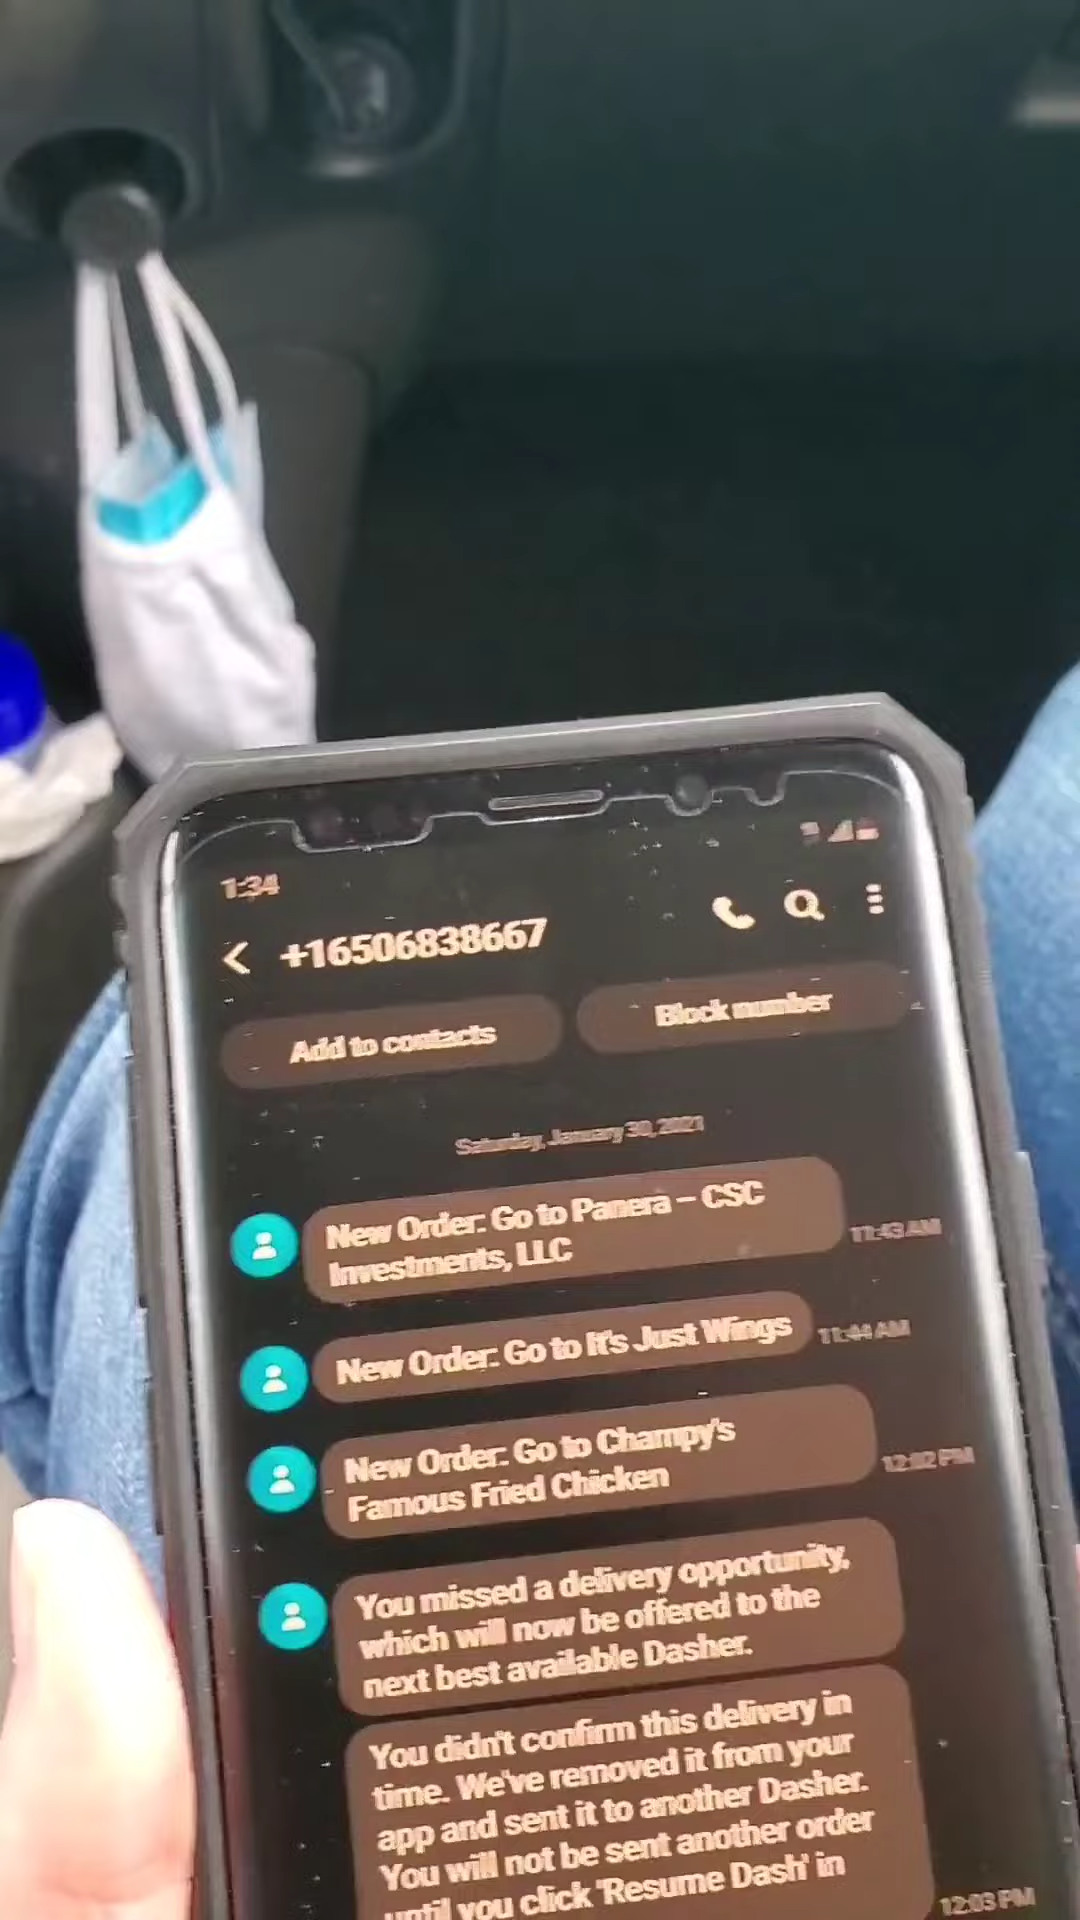 1:34
+16506838667
Add to contacts
Block number
Saturday, January 30, 2021
New Order: Go to Panera – CSC
Investments, LLC
11:43 AM
New Order: Go to It's Just Wings
11:44 AM
New Order: Go to Champy's
Famous Fried Chicken
12:02 PM
You missed a delivery opportunity,
which will now be offered to the
next best available Dasher.
You didn't confirm this delivery in
time. We've removed it from your
app and sent it to another Dasher.
You will not be sent another order
until you click 'Resume Dash' in
12:03 PM